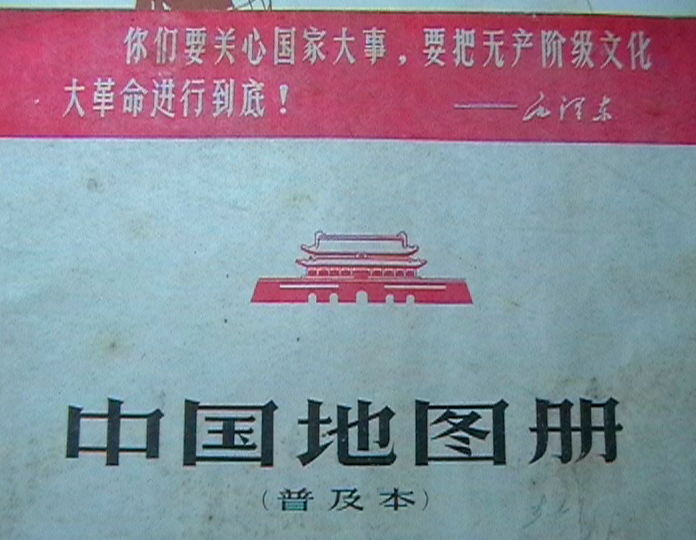 你们要关心国家大事，要把无产阶级文化
大革命进行到底！
——毛泽东
中国地图册
（普及本）